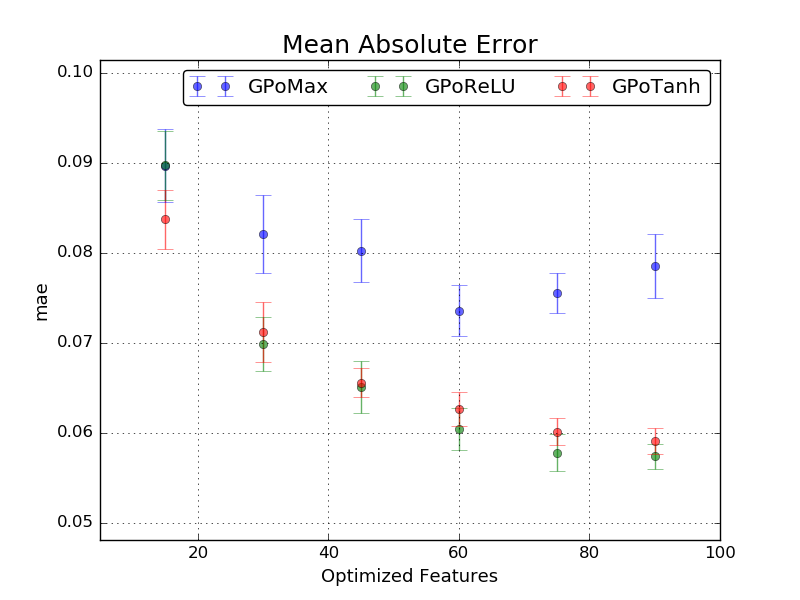 Mean Absolute Error
GPoMax GPoReLU GPoTanh
0.10
0.09
0.08
0.07
0.06
0.05
mae
20 40 60 80 100
Optimized Features